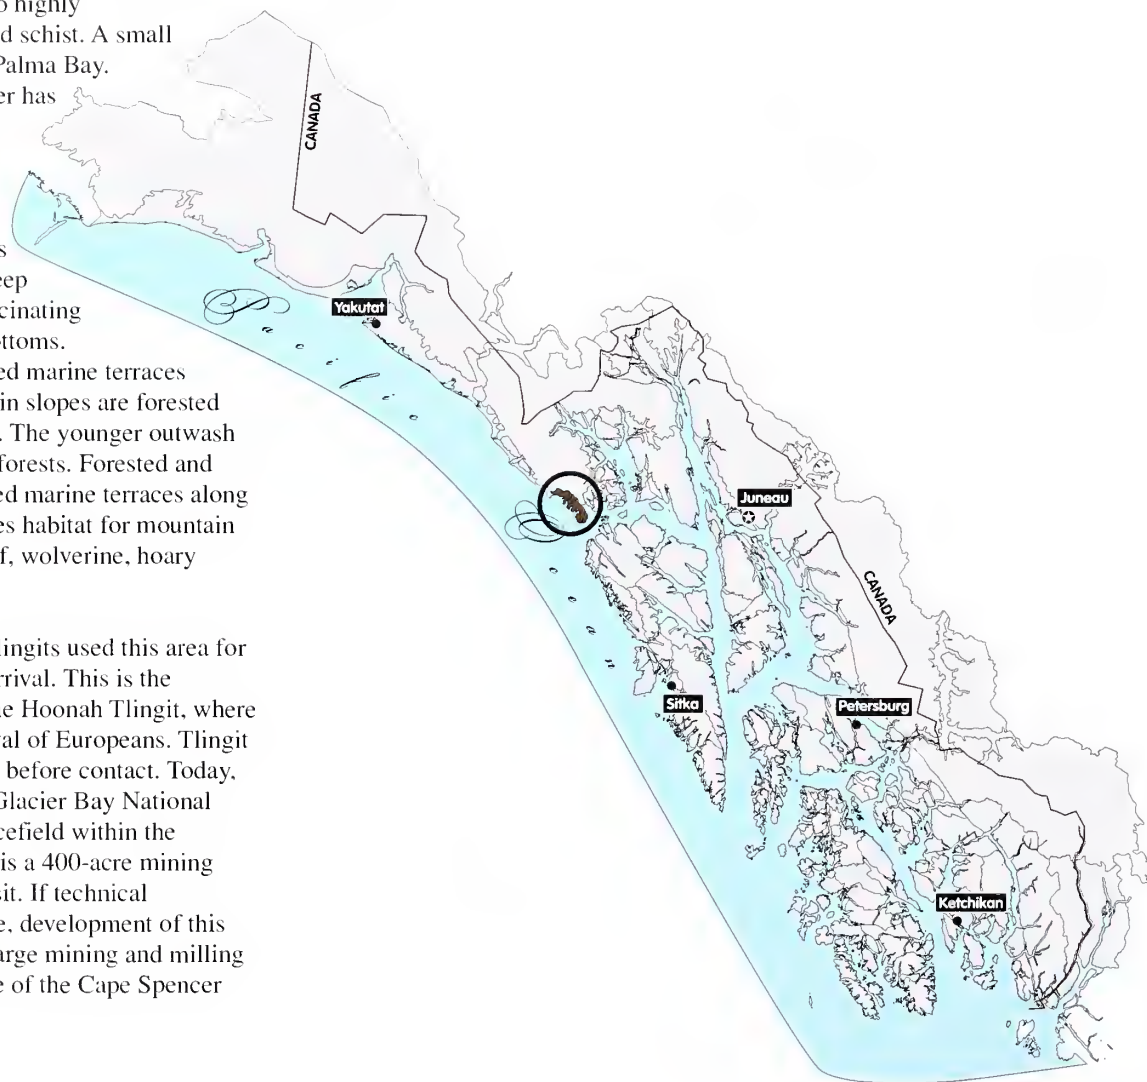 o highly
d schist. A small
Palma Bay.
er has
s
eep
cinating
ttoms.
ed marine terraces
in slopes are forested
. The younger outwash
forests. Forested and
ed marine terraces along
es habitat for mountain
f, wolverine, hoary
lingits used this area for
rrival. This is the
e Hoonah Tlingit, where
val of Europeans. Tlingit
before contact. Today,
Glacier Bay National
cefield within the
is a 400-acre mining
sit. If technical
e, development of this
arge mining and milling
e of the Cape Spencer
CANADA
Yakutat
Pacific Ocean
Juneau
CANADA
Sitka
Petersburg
Ketchikan